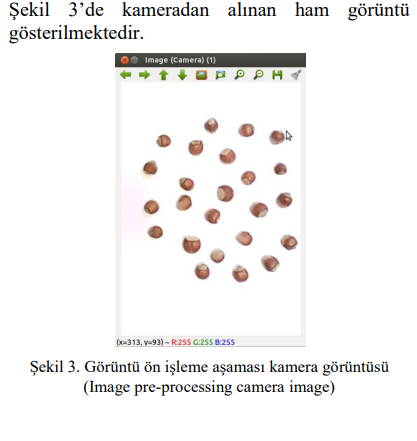 Şekil 3’de kameradan alınan ham görüntü
gösterilmektedir.
Image (Camera) (1)
(x=313, y=93) ~ R:255 G:255 B:255
Şekil 3. Görüntü ön işleme aşaması kamera görüntüsü
(Image pre-processing camera image)